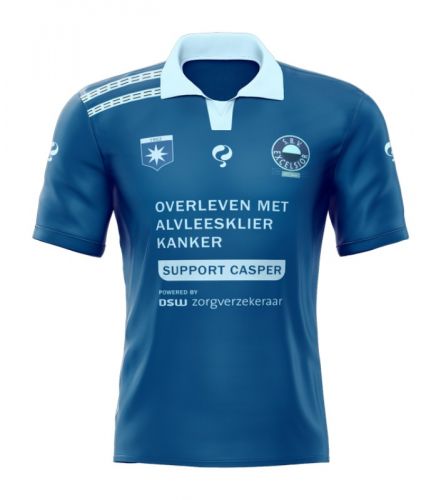 S.B.V.
EXCELSIOR
OVERLEVEN MET
ALVLEESKLIER
KANKER
SUPPORT CASPER
POWERED BY
DSW zorgverzekeraar